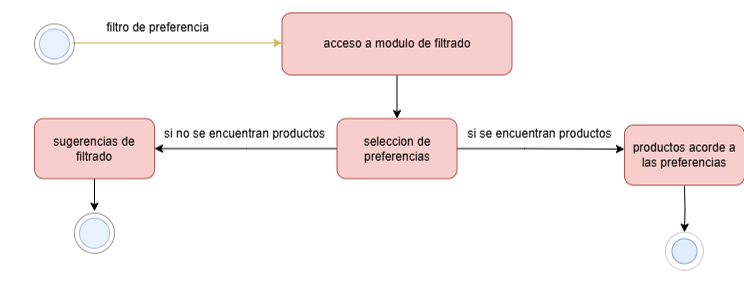 filtro de preferencia
acceso a modulo de filtrado
si no se encuentran productos
si se encuentran productos
sugerencias de
filtrado
seleccion de
preferencias
productos acorde a
las preferencias